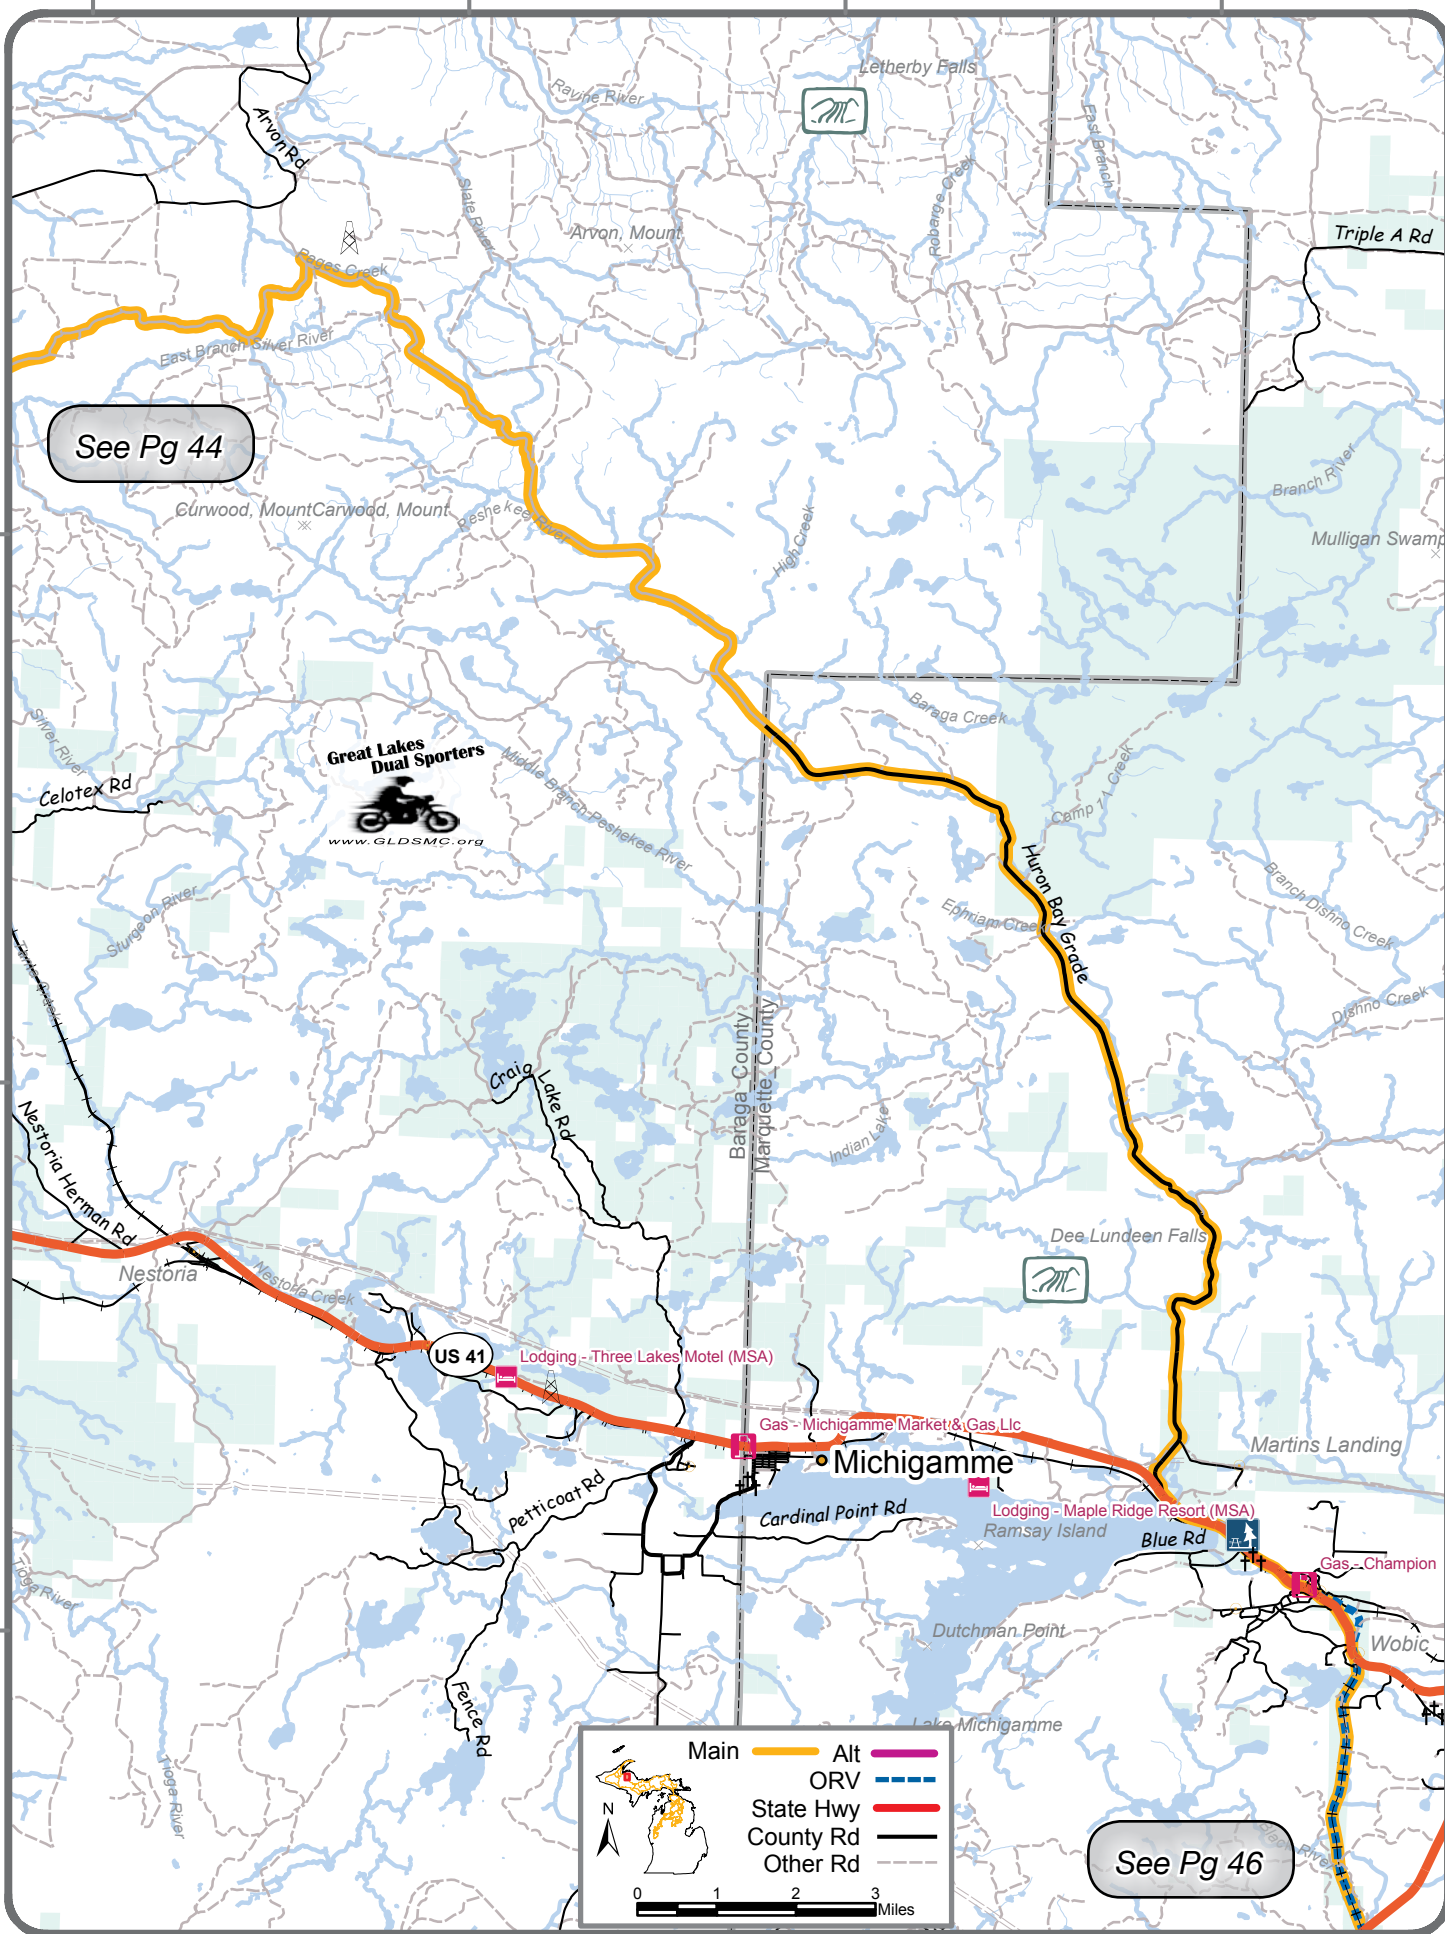 Letherby Falls
Ravine River
East Branch
Arvon Rd
Slate River
Robarge Creek
Arvon, Mount
Triple A Rd
Pages Creek
East Branch Silver River
See Pg 44
Branch River
Curwood, Mount
Carwood, Mount
Peshekee River
High Creek
Mulligan Swamp
Silver River
Baraga Creek
Great Lakes
Dual Sporters
www.GLDSMC.org
Middle Branch Peshekee River
Celotex Rd
Camp 11 Creek
Huron Bay Grade
Branch Dishno Creek
Sturgeon River
Ephriam Creek
Dishno Creek
Baraga County
Marquette County
Craig Lake Rd
Nestoria Herman Rd
Indian Lake
Dee Lundeen Falls
Nestoria
Nestoria Creek
US 41
Lodging - Three Lakes Motel (MSA)
Gas - Michigamme Market & Gas Llc
Michigamme
Martins Landing
Petticoat Rd
Cardinal Point Rd
Lodging - Maple Ridge Resort (MSA)
Ramsay Island
Blue Rd
Gas - Champion
Tioga River
Dutchman Point
Wobic
Fence Rd
Lake Michigamme
Tioga River
Main
Alt
ORV
State Hwy
County Rd
Other Rd
N
0 1 2 3
Miles
See Pg 46